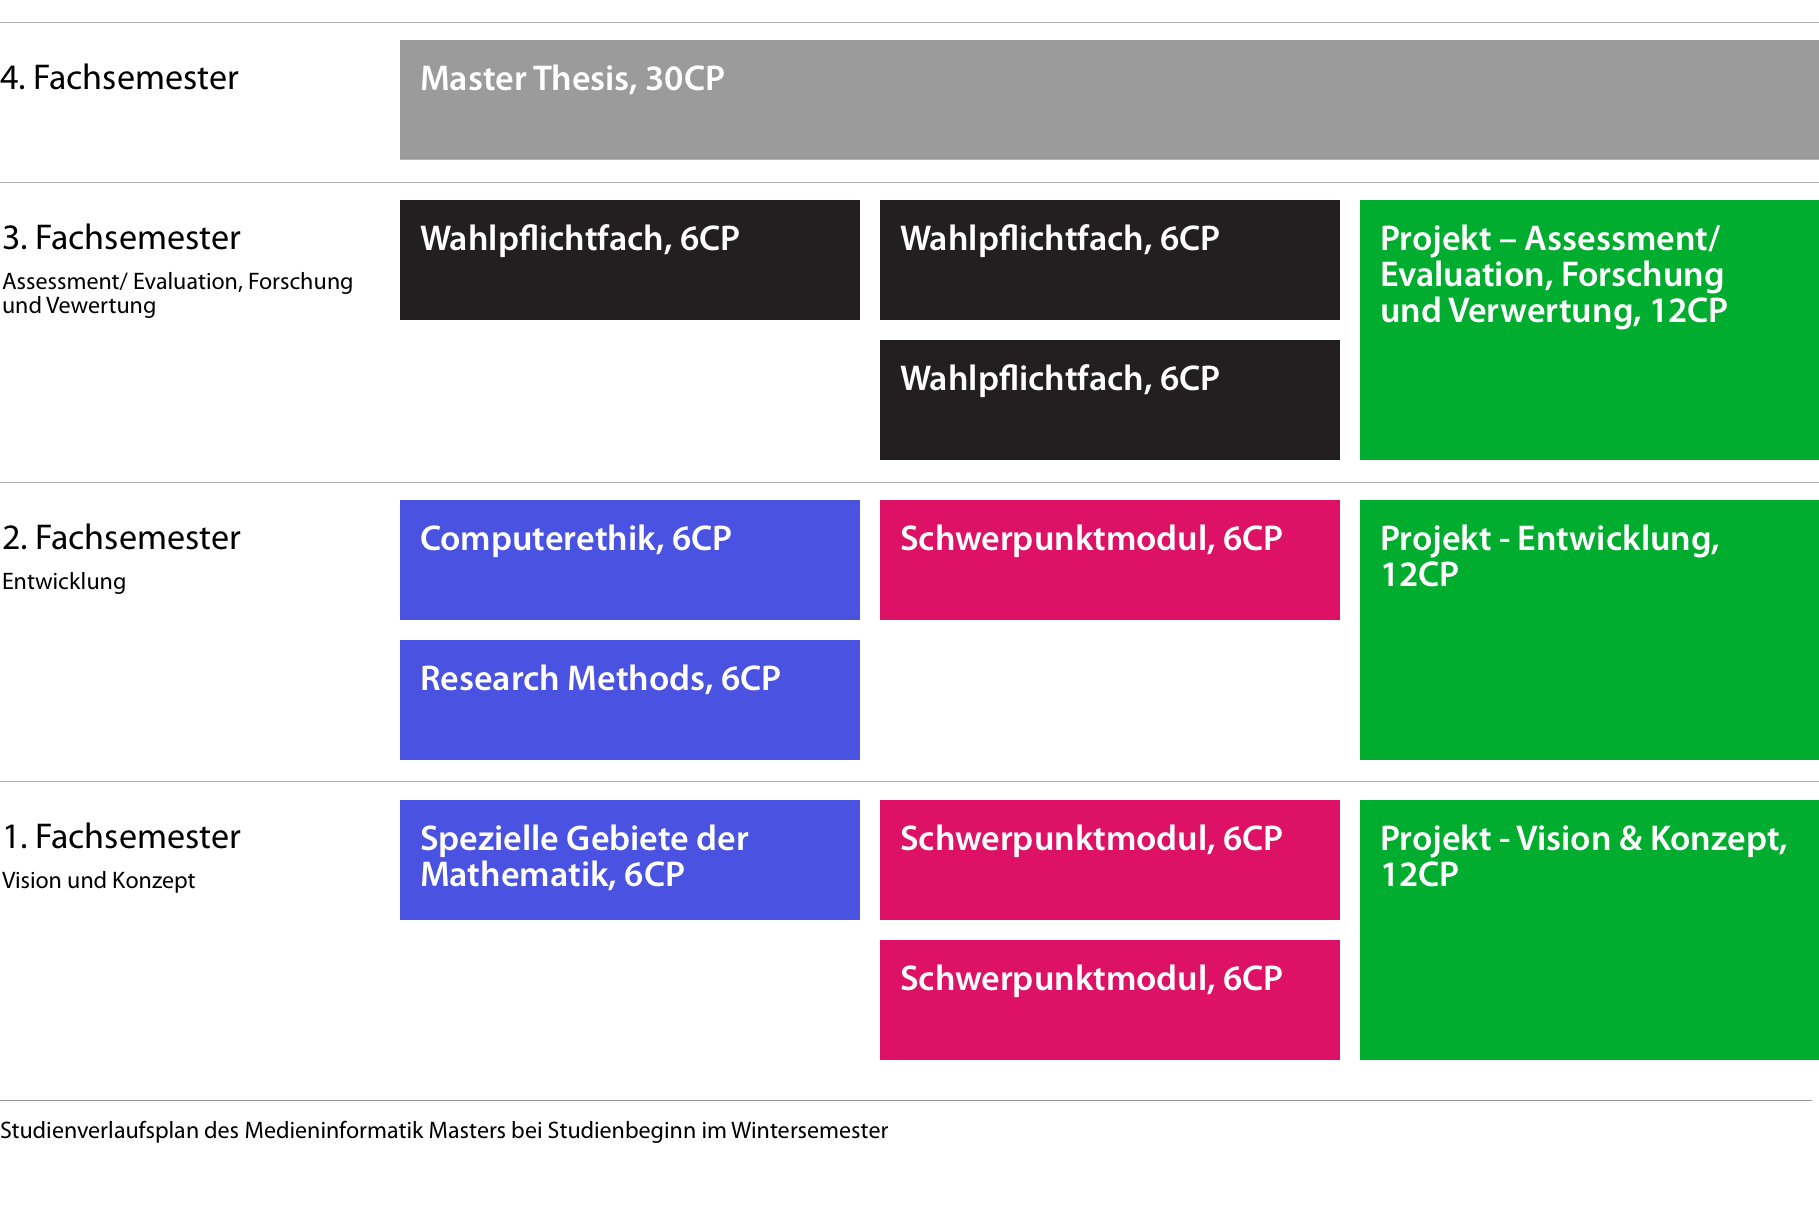 4. Fachsemester
Master Thesis, 30CP
3. Fachsemester
Assessment/ Evaluation, Forschung
und Vewertung
Wahlpflichtfach, 6CP
Wahlpflichtfach, 6CP
Wahlpflichtfach, 6CP
Projekt – Assessment/
Evaluation, Forschung
und Verwertung, 12CP
2. Fachsemester
Entwicklung
Computerethik, 6CP
Research Methods, 6CP
Schwerpunktmodul, 6CP
Projekt - Entwicklung,
12CP
1. Fachsemester
Vision und Konzept
Spezielle Gebiete der
Mathematik, 6CP
Schwerpunktmodul, 6CP
Schwerpunktmodul, 6CP
Projekt - Vision & Konzept,
12CP
Studienverlaufsplan des Medieninformatik Masters bei Studienbeginn im Wintersemester